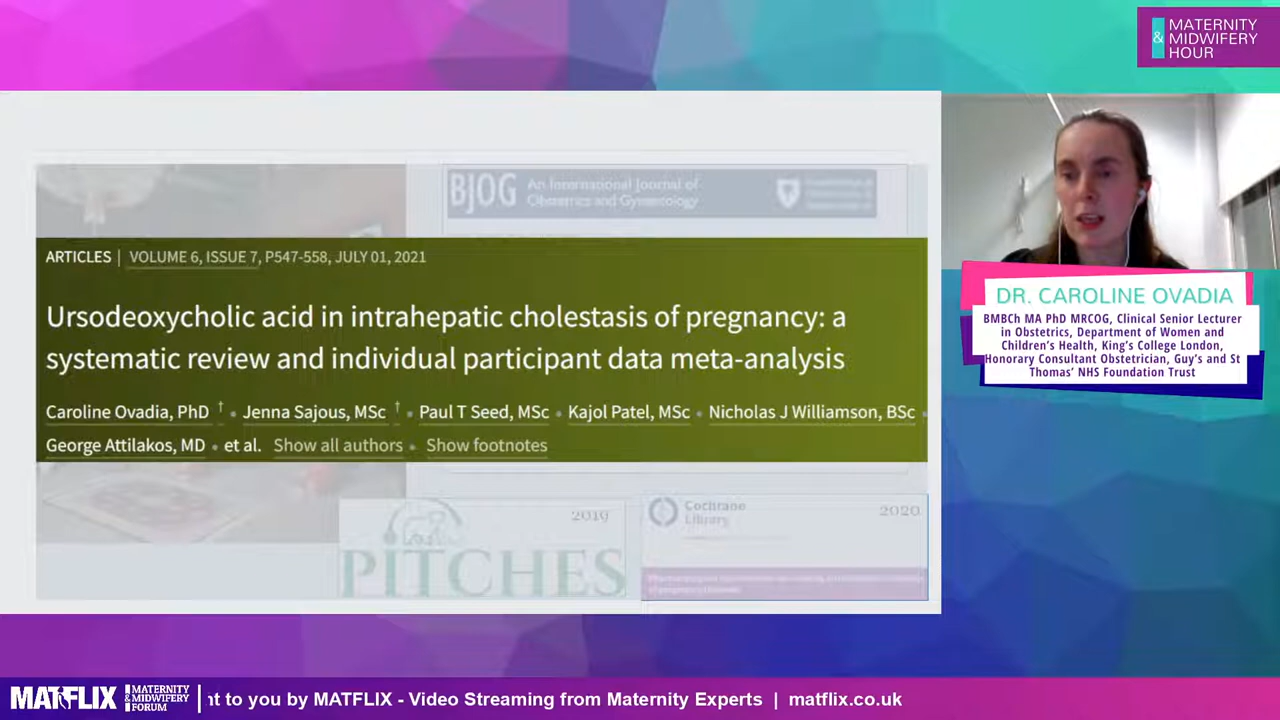 MATERNITY
& MIDWIFERY
HOUR
BJOG An International Journal of
Obstetrics and Gynaecology
ARTICLES | VOLUME 6, ISSUE 7, P547-558, JULY 01, 2021
Ursodeoxycholic acid in intrahepatic cholestasis of pregnancy: a
systematic review and individual participant data meta-analysis
Caroline Ovadia, PhD † • Jenna Sajous, MSc † • Paul T Seed, MSc • Kajol Patel, MSc • Nicholas J Williamson, BSc •
George Attilakos, MD • et al. Show all authors • Show footnotes
2019
PITCHES
Cochrane
Library
2020
DR. CAROLINE OVADIA
BMBCh MA PhD MRCOG, Clinical Senior Lecturer
in Obstetrics, Department of Women and
Children's Health, King's College London,
Honorary Consultant Obstetrician, Guy's and St
Thomas' NHS Foundation Trust
MATFLIX
MATERNITY
& MIDWIFERY
FORUM
nt to you by MATFLIX - Video Streaming from Maternity Experts | matflix.co.uk